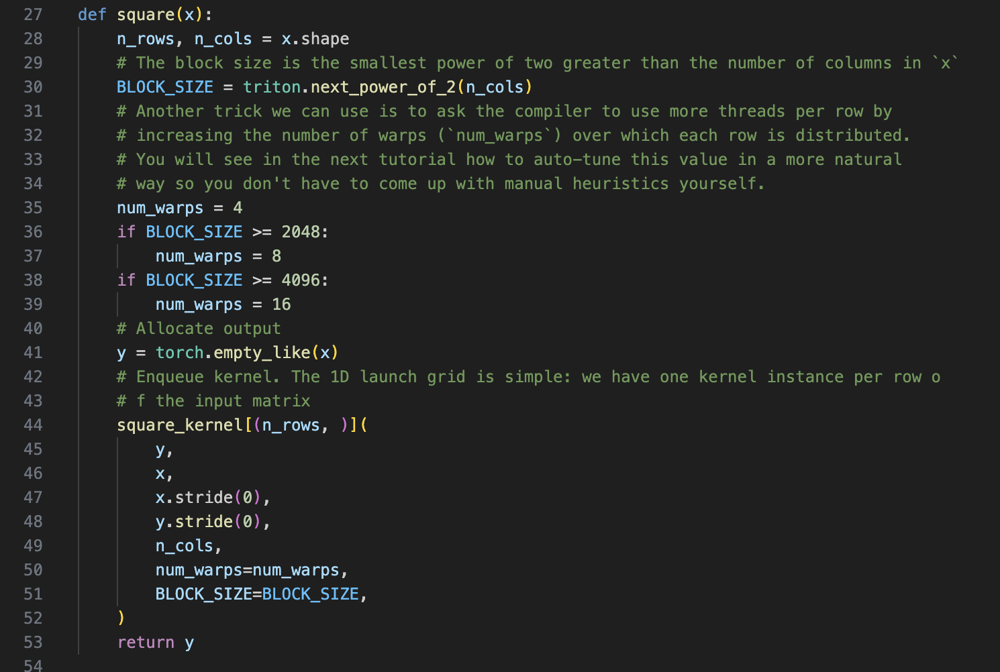 27 def square(x):
28 n_rows, n_cols = x.shape
29 # The block size is the smallest power of two greater than the number of columns in `x`
30 BLOCK_SIZE = triton.next_power_of_2(n_cols)
31 # Another trick we can use is to ask the compiler to use more threads per row by
32 # increasing the number of warps (`num_warps`) over which each row is distributed.
33 # You will see in the next tutorial how to auto-tune this value in a more natural
34 # way so you don't have to come up with manual heuristics yourself.
35 num_warps = 4
36 if BLOCK_SIZE >= 2048:
37 num_warps = 8
38 if BLOCK_SIZE >= 4096:
39 num_warps = 16
40 # Allocate output
41 y = torch.empty_like(x)
42 # Enqueue kernel. The 1D launch grid is simple: we have one kernel instance per row o
43 # f the input matrix
44 square_kernel[(n_rows, )](
45 y,
46 x,
47 x.stride(0),
48 y.stride(0),
49 n_cols,
50 num_warps=num_warps,
51 BLOCK_SIZE=BLOCK_SIZE,
52 )
53 return y
54